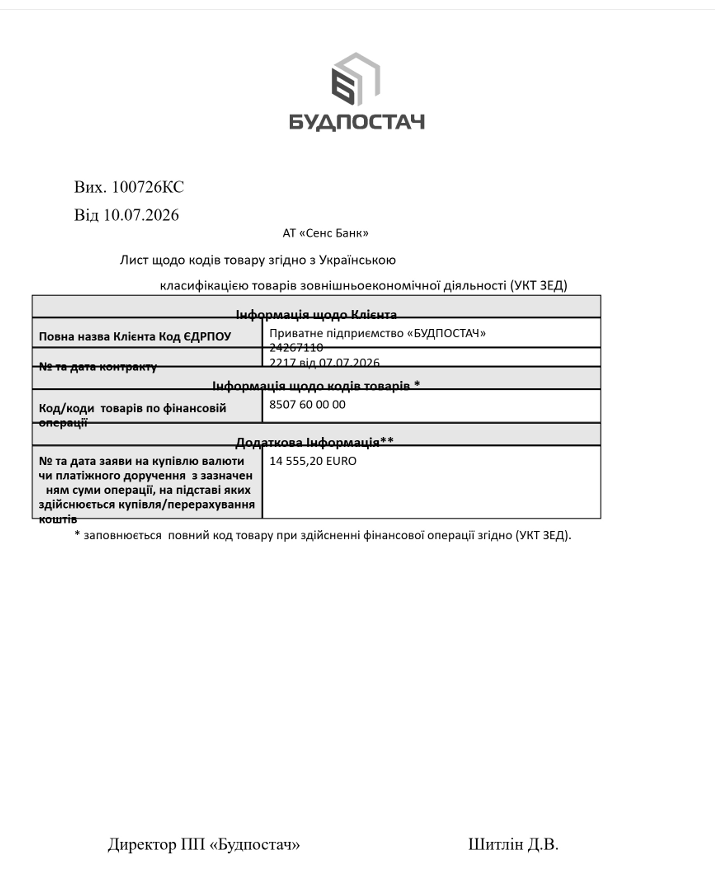 БУДПОСТАЧ
Вих. 100726КС
Від 10.07.2026
АТ «Сенс Банк»
Лист щодо кодів товару згідно з Українською
класифікацією товарів зовнішньоекономічної діяльності (УКТ ЗЕД)
Інформація щодо Клієнта
Повна назва Клієнта Код ЄДРПОУ
Приватне підприємство «БУДПОСТАЧ»
24267110
№ та дата контракту
2217 від 07.07.2026
Інформація щодо кодів товарів *
Код/коди товарів по фінансовій
операції
8507 60 00 00
Додаткова Інформація**
№ та дата заяви на купівлю валюти
чи платіжного доручення з зазначен
ням суми операції, на підставі яких
здійснюється купівля/перерахування
коштів
14 555,20 EURO
* заповнюється повний код товару при здійсненні фінансової операції згідно (УКТ ЗЕД).
Директор ПП «Будпостач»
Шитлін Д.В.